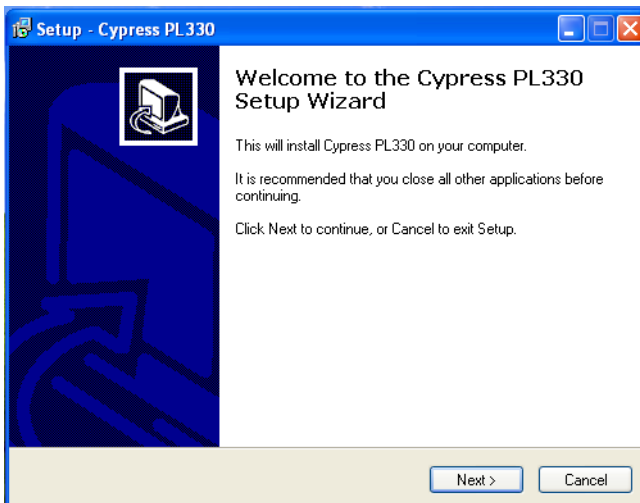 Setup - Cypress PL330
Welcome to the Cypress PL330
Setup Wizard
This will install Cypress PL330 on your computer.
It is recommended that you close all other applications before
continuing.
Click Next to continue, or Cancel to exit Setup.
Next >
Cancel